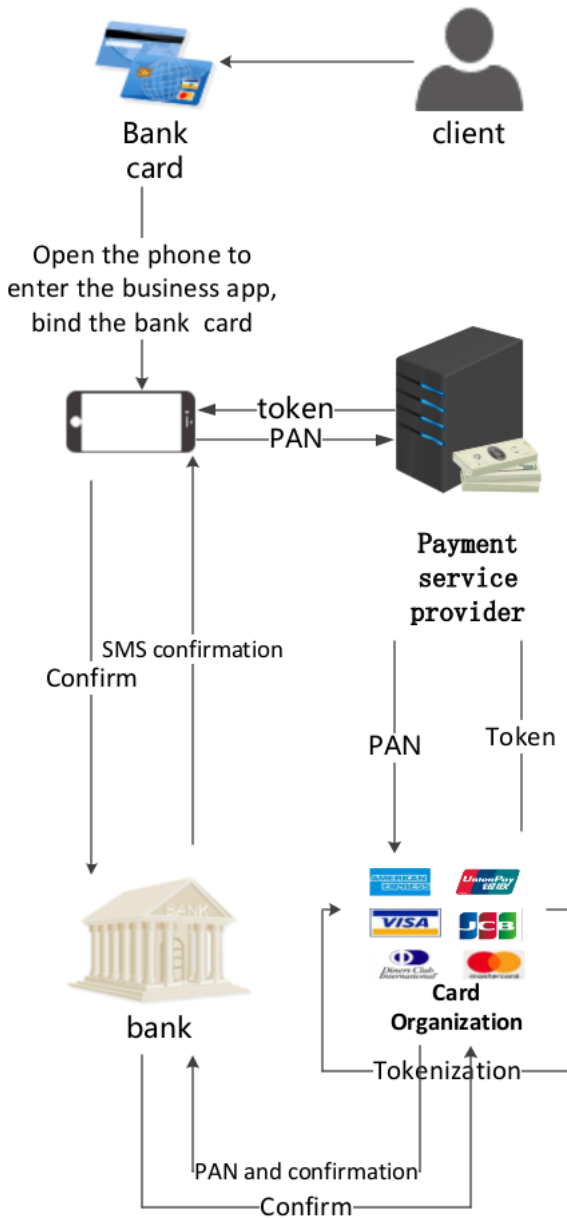 Bank
card
client
Open the phone to
enter the business app,
bind the bank card
token
PAN
Payment
service
provider
SMS confirmation
Confirm
PAN
Token
AMERICAN
EXPRESS
UnionPay
银联
VISA
JCB
Diners Club
International
mastercard
BANK
bank
Card
Organization
Tokenization
PAN and confirmation
Confirm